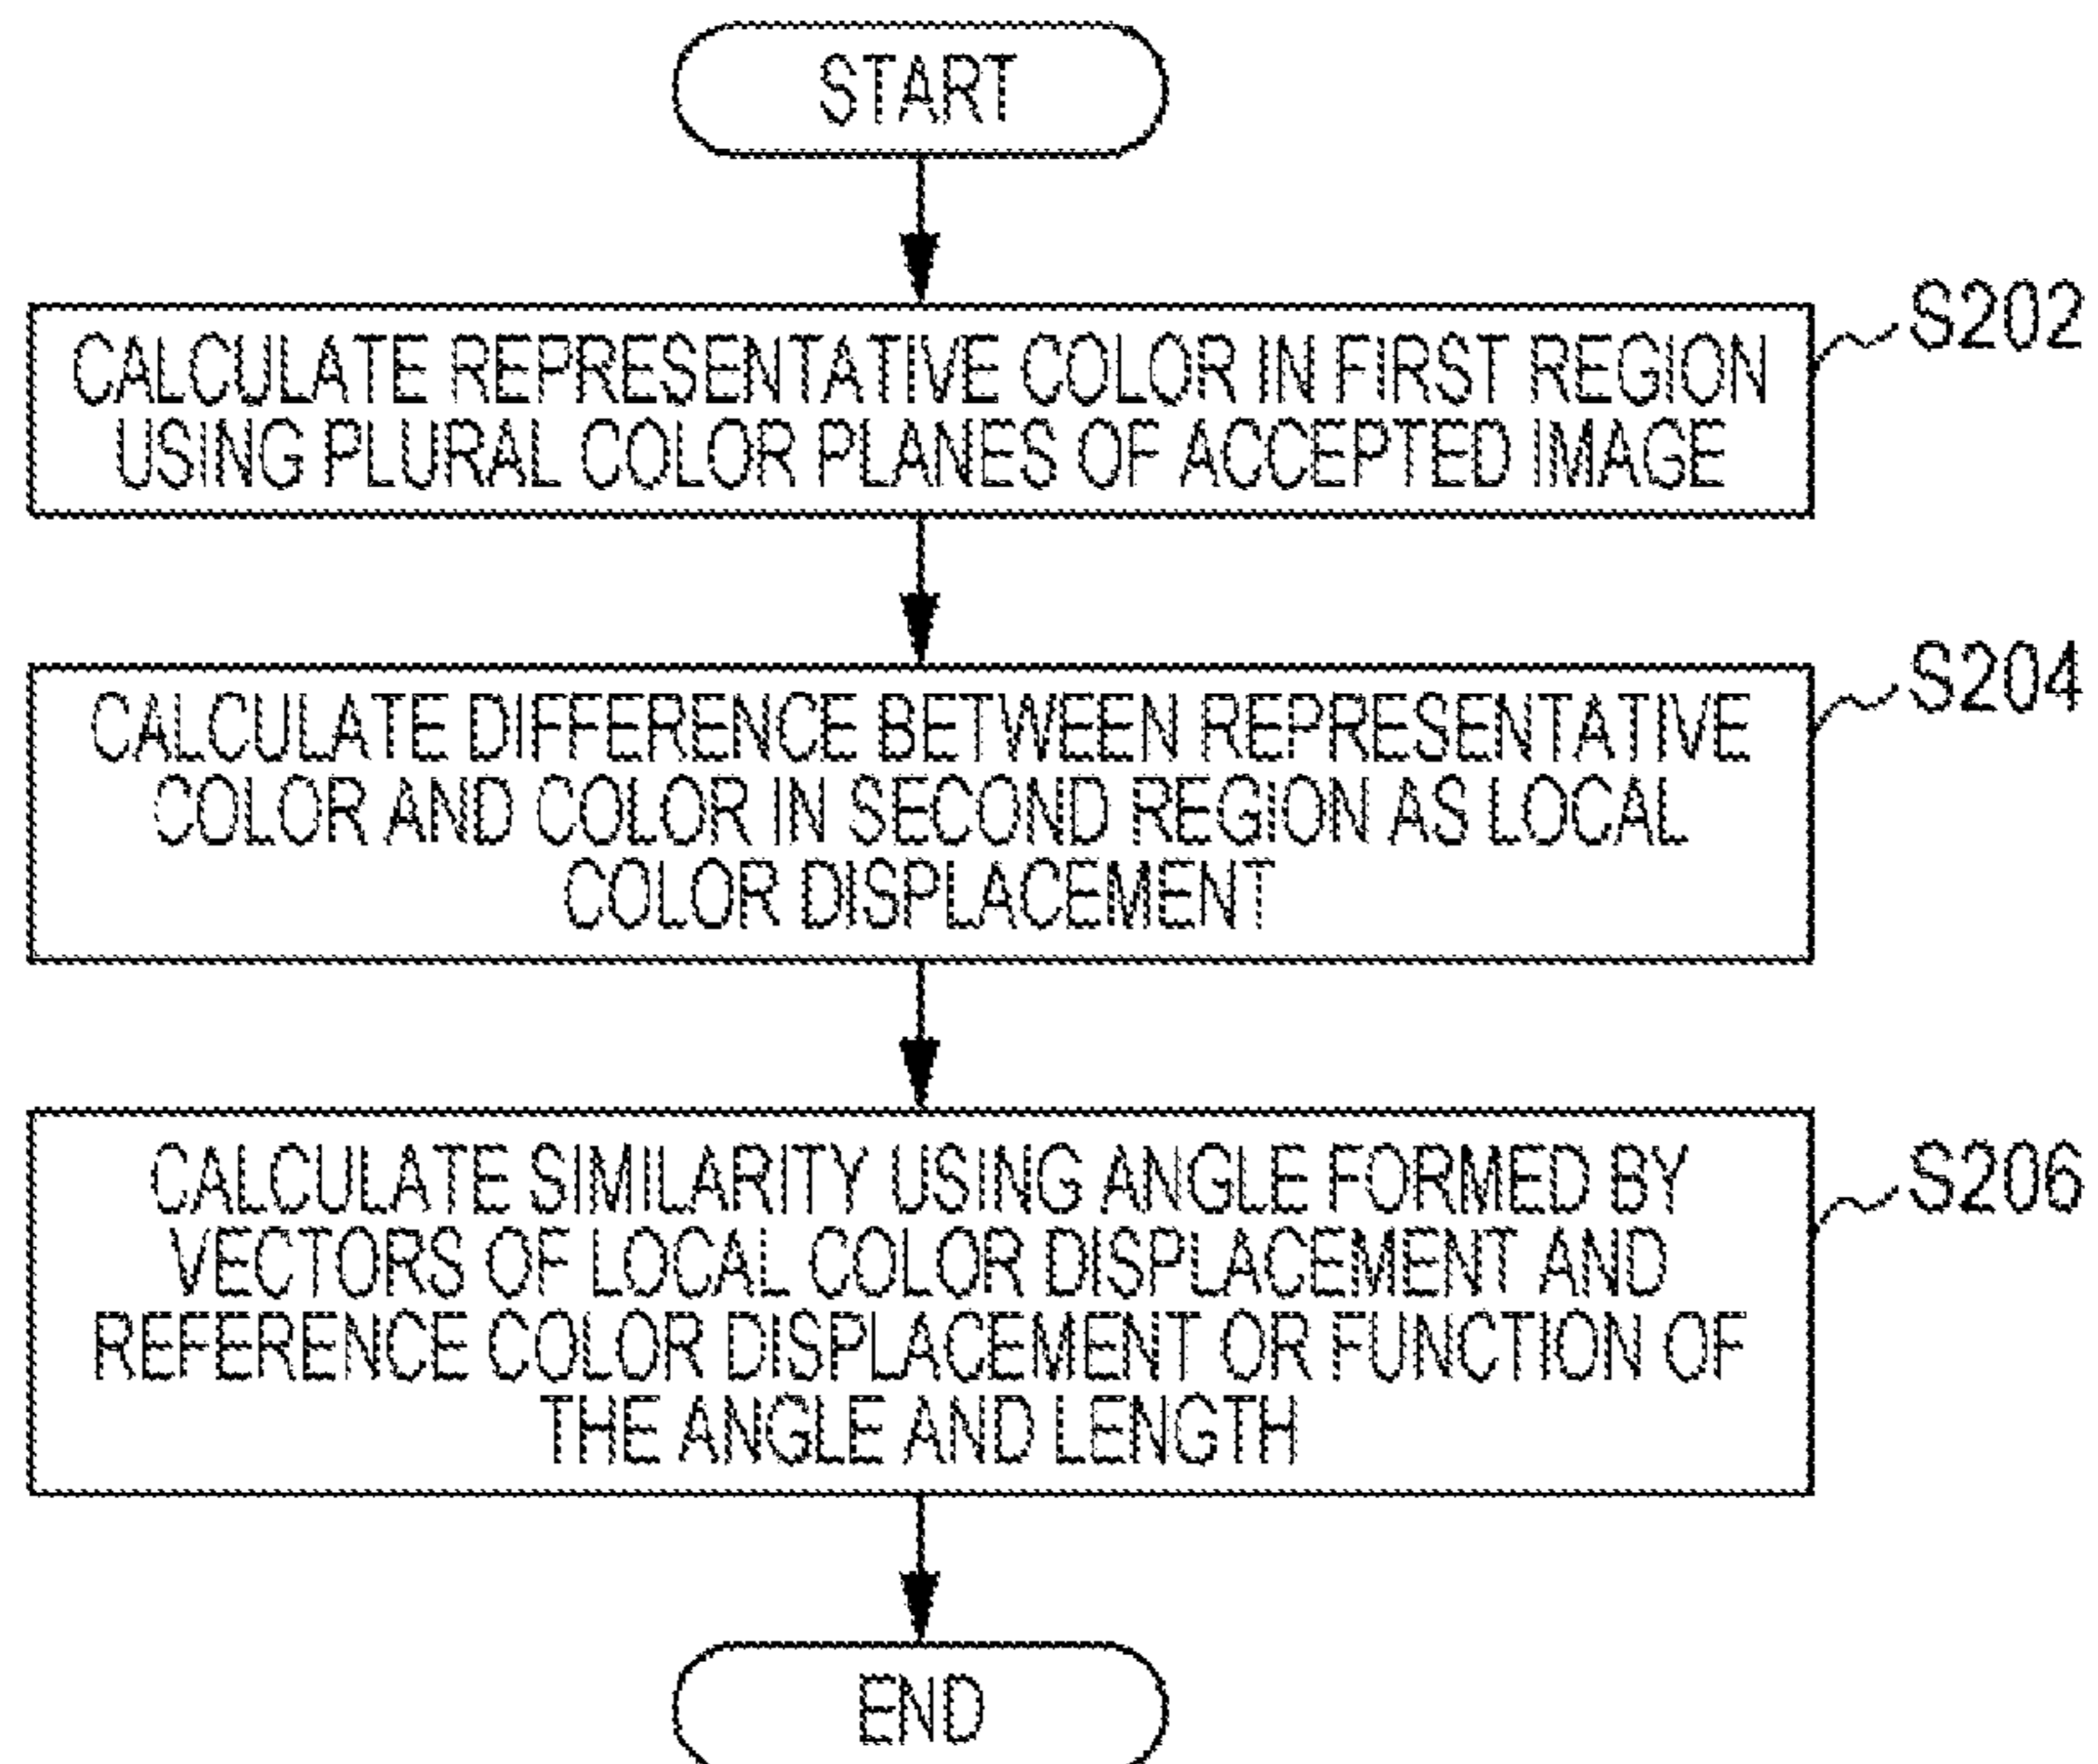 START
CALCULATE REPRESENTATIVE COLOR IN FIRST REGION
USING PLURAL COLOR PLANES OF ACCEPTED IMAGE
S202
CALCULATE DIFFERENCE BETWEEN REPRESENTATIVE
COLOR AND COLOR IN SECOND REGION AS LOCAL
COLOR DISPLACEMENT
S204
CALCULATE SIMILARITY USING ANGLE FORMED BY
VECTORS OF LOCAL COLOR DISPLACEMENT AND
REFERENCE COLOR DISPLACEMENT OR FUNCTION OF
THE ANGLE AND LENGTH
S206
END